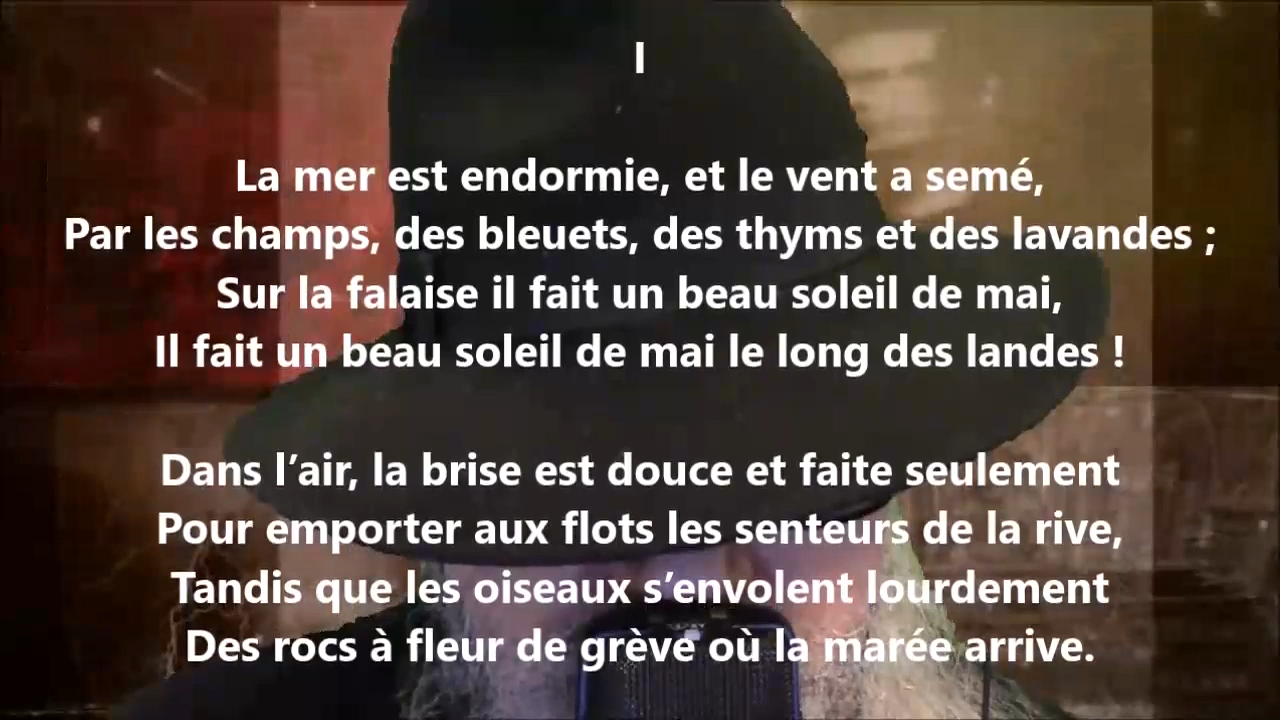 I
La mer est endormie, et le vent a semé,
Par les champs, des bleuets, des thyms et des lavandes ;
Sur la falaise il fait un beau soleil de mai,
Il fait un beau soleil de mai le long des landes !
Dans l’air, la brise est douce et faite seulement
Pour emporter aux flots les senteurs de la rive,
Tandis que les oiseaux s’envolent lourdement
Des rocs à fleur de grève où la marée arrive.